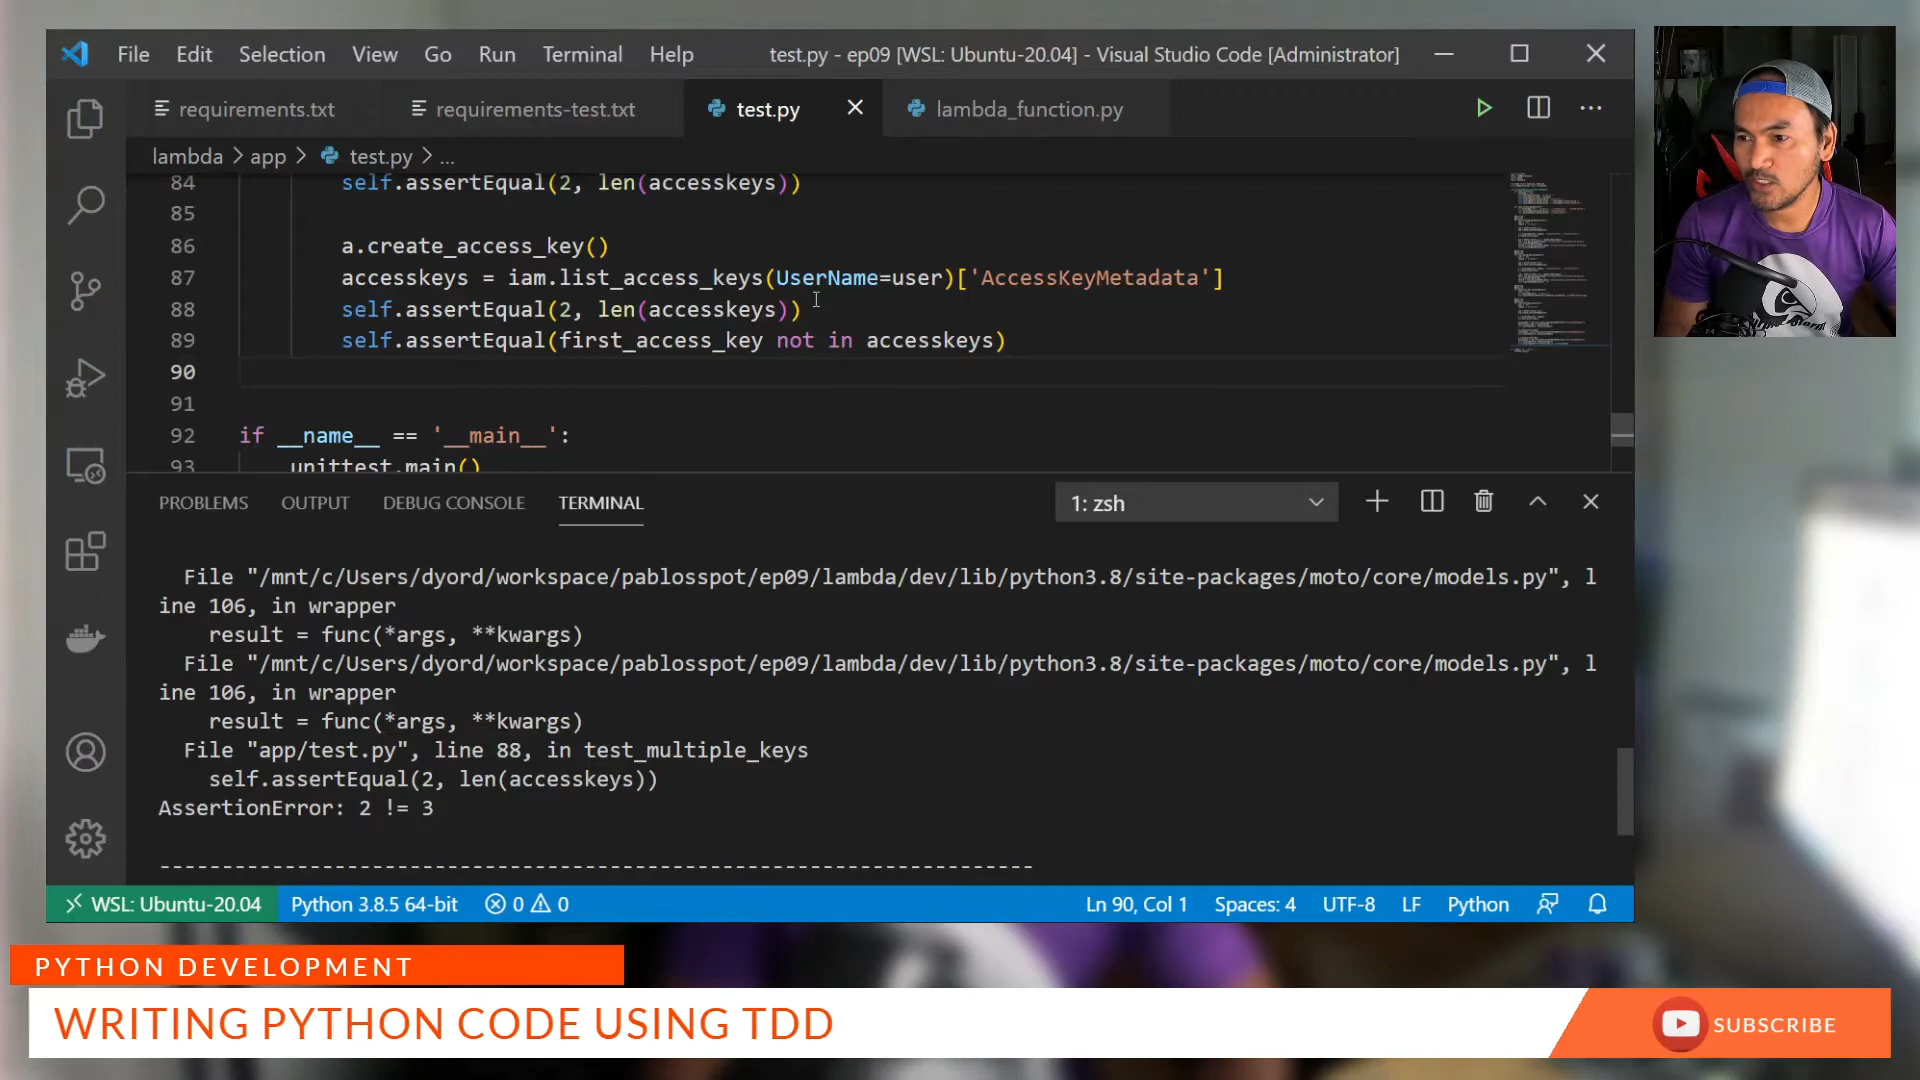 File Edit Selection View Go Run Terminal Help test.py - ep09 [WSL: Ubuntu-20.04] - Visual Studio Code [Administrator]
requirements.txt requirements-test.txt test.py lambda_function.py
lambda > app > test.py > ...
84 self.assertEqual(2, len(accesskeys))
85
86 a.create_access_key()
87 accesskeys = iam.list_access_keys(UserName=user)['AccessKeyMetadata']
88 self.assertEqual(2, len(accesskeys))
89 self.assertEqual(first_access_key not in accesskeys)
90
91
92 if __name__ == '__main__':
93 unittest.main()
PROBLEMS OUTPUT DEBUG CONSOLE TERMINAL 1: zsh
File "/mnt/c/Users/dyord/workspace/pablosspot/ep09/lambda/dev/lib/python3.8/site-packages/moto/core/models.py", l
ine 106, in wrapper
result = func(*args, **kwargs)
File "/mnt/c/Users/dyord/workspace/pablosspot/ep09/lambda/dev/lib/python3.8/site-packages/moto/core/models.py", l
ine 106, in wrapper
result = func(*args, **kwargs)
File "app/test.py", line 88, in test_multiple_keys
self.assertEqual(2, len(accesskeys))
AssertionError: 2 != 3
----------------------------------------------------------------------
WSL: Ubuntu-20.04 Python 3.8.5 64-bit 0 0 Ln 90, Col 1 Spaces: 4 UTF-8 LF Python
PYTHON DEVELOPMENT
WRITING PYTHON CODE USING TDD
SUBSCRIBE